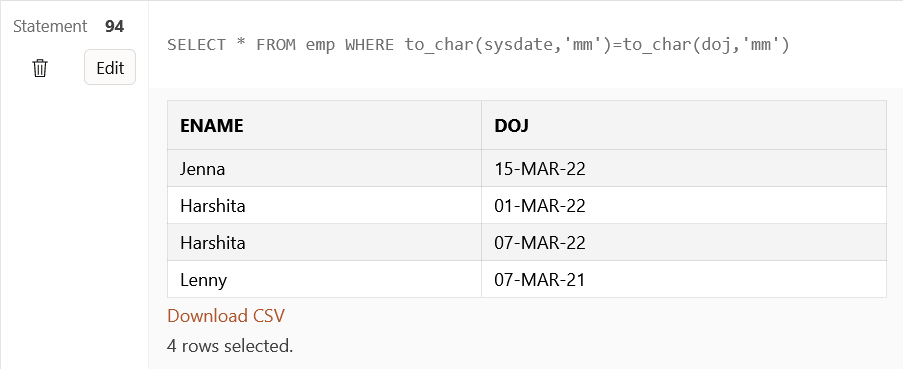 Statement 94
Edit
SELECT * FROM emp WHERE to_char(sysdate,'mm')=to_char(doj,'mm')
ENAME DOJ
Jenna 15-MAR-22
Harshita 01-MAR-22
Harshita 07-MAR-22
Lenny 07-MAR-21
Download CSV
4 rows selected.